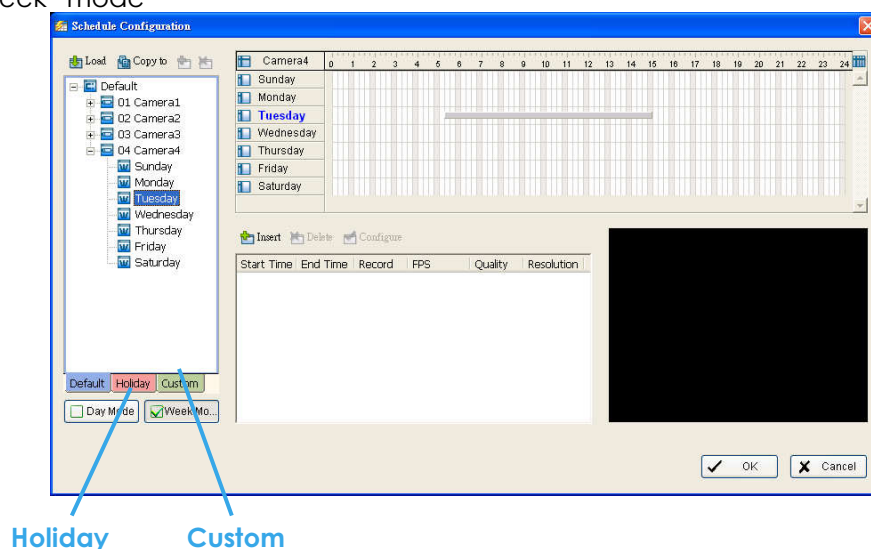 Schedule Configuration
Load Copy to
Default
01 Camera1
02 Camera2
03 Camera3
04 Camera4
Sunday
Monday
Tuesday
Wednesday
Thursday
Friday
Saturday
Default Holiday Custom
Day Mode Week Mo...
Camera4 0 1 2 3 4 5 6 7 8 9 10 11 12 13 14 15 16 17 18 19 20 21 22 23 24
Sunday
Monday
Tuesday
Wednesday
Thursday
Friday
Saturday
Insert Delete Configure
Start Time End Time Record FPS Quality Resolution
OK Cancel
Holiday Custom